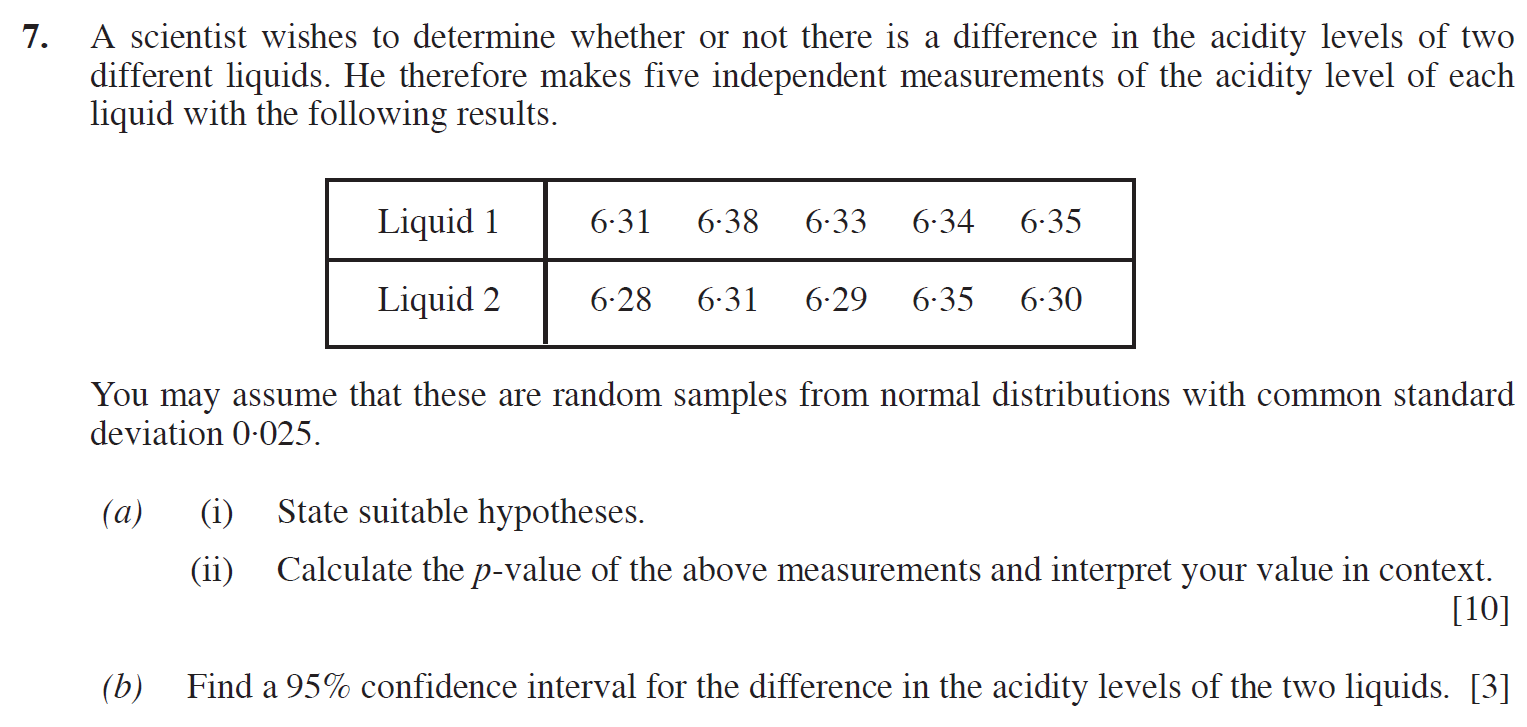 7. A scientist wishes to determine whether or not there is a difference in the acidity levels of two
different liquids. He therefore makes five independent measurements of the acidity level of each
liquid with the following results.
Liquid 1 6·31 6·38 6·33 6·34 6·35
Liquid 2 6·28 6·31 6·29 6·35 6·30
You may assume that these are random samples from normal distributions with common standard
deviation 0·025.
(a) (i) State suitable hypotheses.
(ii) Calculate the p-value of the above measurements and interpret your value in context.
[10]
(b) Find a 95% confidence interval for the difference in the acidity levels of the two liquids. [3]